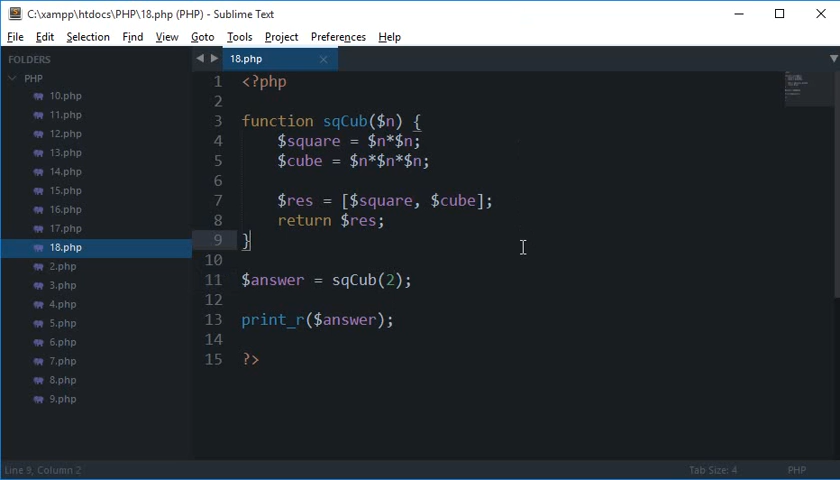 C:\xampp\htdocs\PHP\18.php (PHP) - Sublime Text
File Edit Selection Find View Goto Tools Project Preferences Help
FOLDERS
PHP
10.php
11.php
12.php
13.php
14.php
15.php
16.php
17.php
18.php
2.php
3.php
4.php
5.php
6.php
7.php
8.php
9.php
18.php
1 <?php
2
3 function sqCub($n) {
4     $square = $n*$n;
5     $cube = $n*$n*$n;
6
7     $res = [$square, $cube];
8     return $res;
9 }
10
11 $answer = sqCub(2);
12
13 print_r($answer);
14
15 ?>
Line 9, Column 2
Tab Size: 4
PHP